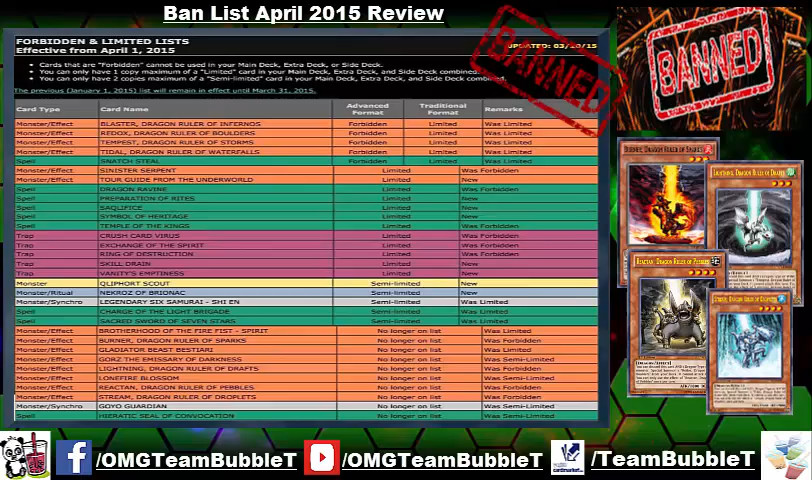 Ban List April 2015 Review
FORBIDDEN & LIMITED LISTS
Effective from April 1, 2015
UPDATED: 03/10/15
BANNED
BANNED
• Cards that are "Forbidden" cannot be used in your Main Deck, Extra Deck, or Side Deck.
• You can only have 1 copy maximum of a "Limited" card in your Main Deck, Extra Deck, and Side Deck combined.
• You can only have 2 copies maximum of a "Semi-limited" card in your Main Deck, Extra Deck, and Side Deck combined.
The previous (January 1, 2015) list will remain in effect until March 31, 2015.
Card Type Card Name Advanced Format Traditional Format Remarks
Monster/Effect BLASTER, DRAGON RULER OF INFERNOS Forbidden Limited Was Limited
Monster/Effect REDOX, DRAGON RULER OF BOULDERS Forbidden Limited Was Limited
Monster/Effect TEMPEST, DRAGON RULER OF STORMS Forbidden Limited Was Limited
Monster/Effect TIDAL, DRAGON RULER OF WATERFALLS Forbidden Limited Was Limited
Spell SNATCH STEAL Forbidden Limited Was Limited
Monster/Effect SINISTER SERPENT Limited Was Forbidden
Monster/Effect TOUR GUIDE FROM THE UNDERWORLD Limited New
Spell DRAGON RAVINE Limited Was Forbidden
Spell PREPARATION OF RITES Limited New
Spell SAQLIFICE Limited New
Spell SYMBOL OF HERITAGE Limited New
Spell TEMPLE OF THE KINGS Limited Was Forbidden
Trap CRUSH CARD VIRUS Limited Was Forbidden
Trap EXCHANGE OF THE SPIRIT Limited Was Forbidden
Trap RING OF DESTRUCTION Limited Was Forbidden
Trap SKILL DRAIN Limited New
Trap VANITY'S EMPTINESS Limited New
Monster QLIPHORT SCOUT Semi-limited New
Monster/Ritual NEKROZ OF BRIONAC Semi-limited New
Monster/Synchro LEGENDARY SIX SAMURAI - SHI EN Semi-limited Was Limited
Spell CHARGE OF THE LIGHT BRIGADE Semi-limited Was Limited
Spell SACRED SWORD OF SEVEN STARS Semi-limited Was Limited
Monster/Effect BROTHERHOOD OF THE FIRE FIST - SPIRIT No longer on list Was Limited
Monster/Effect BURNER, DRAGON RULER OF SPARKS No longer on list Was Forbidden
Monster/Effect GLADIATOR BEAST BESTIARI No longer on list Was Limited
Monster/Effect GORZ THE EMISSARY OF DARKNESS No longer on list Was Semi-Limited
Monster/Effect LIGHTNING, DRAGON RULER OF DRAFTS No longer on list Was Forbidden
Monster/Effect LONEFIRE BLOSSOM No longer on list Was Semi-Limited
Monster/Effect REACTAN, DRAGON RULER OF PEBBLES No longer on list Was Forbidden
Monster/Effect STREAM, DRAGON RULER OF DROPLETS No longer on list Was Forbidden
Monster/Synchro GOYO GUARDIAN No longer on list Was Semi-Limited
Spell HIERATIC SEAL OF CONVOCATION No longer on list Was Semi-Limited
Burner, Dragon Ruler of Sparks
Lightning, Dragon Ruler of Drafts
Reactan, Dragon Ruler of Pebbles
Stream, Dragon Ruler of Droplets
/OMGTeamBubbleT
/OMGTeamBubbleT
/TeamBubbleT